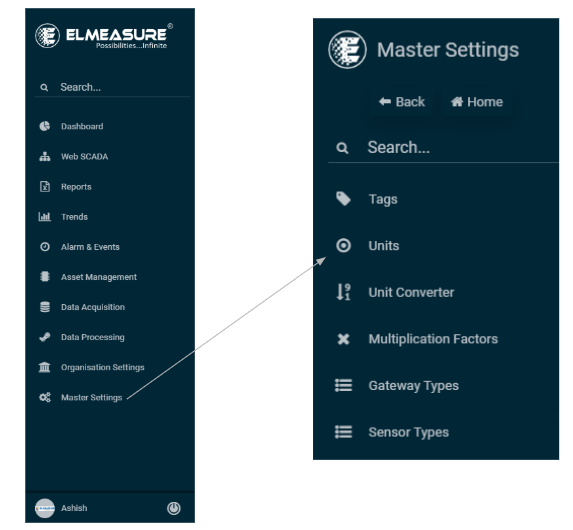 ELMEASURE®
Possibilities...Infinite
Search...
Dashboard
Web SCADA
Reports
Trends
Alarm & Events
Asset Management
Data Acquisition
Data Processing
Organisation Settings
Master Settings
Ashish
Master Settings
Back Home
Search...
Tags
Units
Unit Converter
Multiplication Factors
Gateway Types
Sensor Types